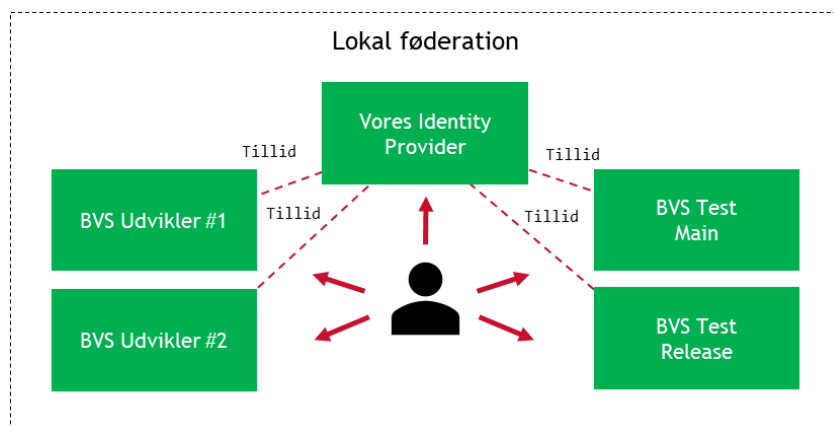 Lokal føderation
Vores Identity
Provider
Tillid
Tillid
BVS Udvikler #1
Tillid
Tillid
BVS Test
Main
BVS Udvikler #2
BVS Test
Release